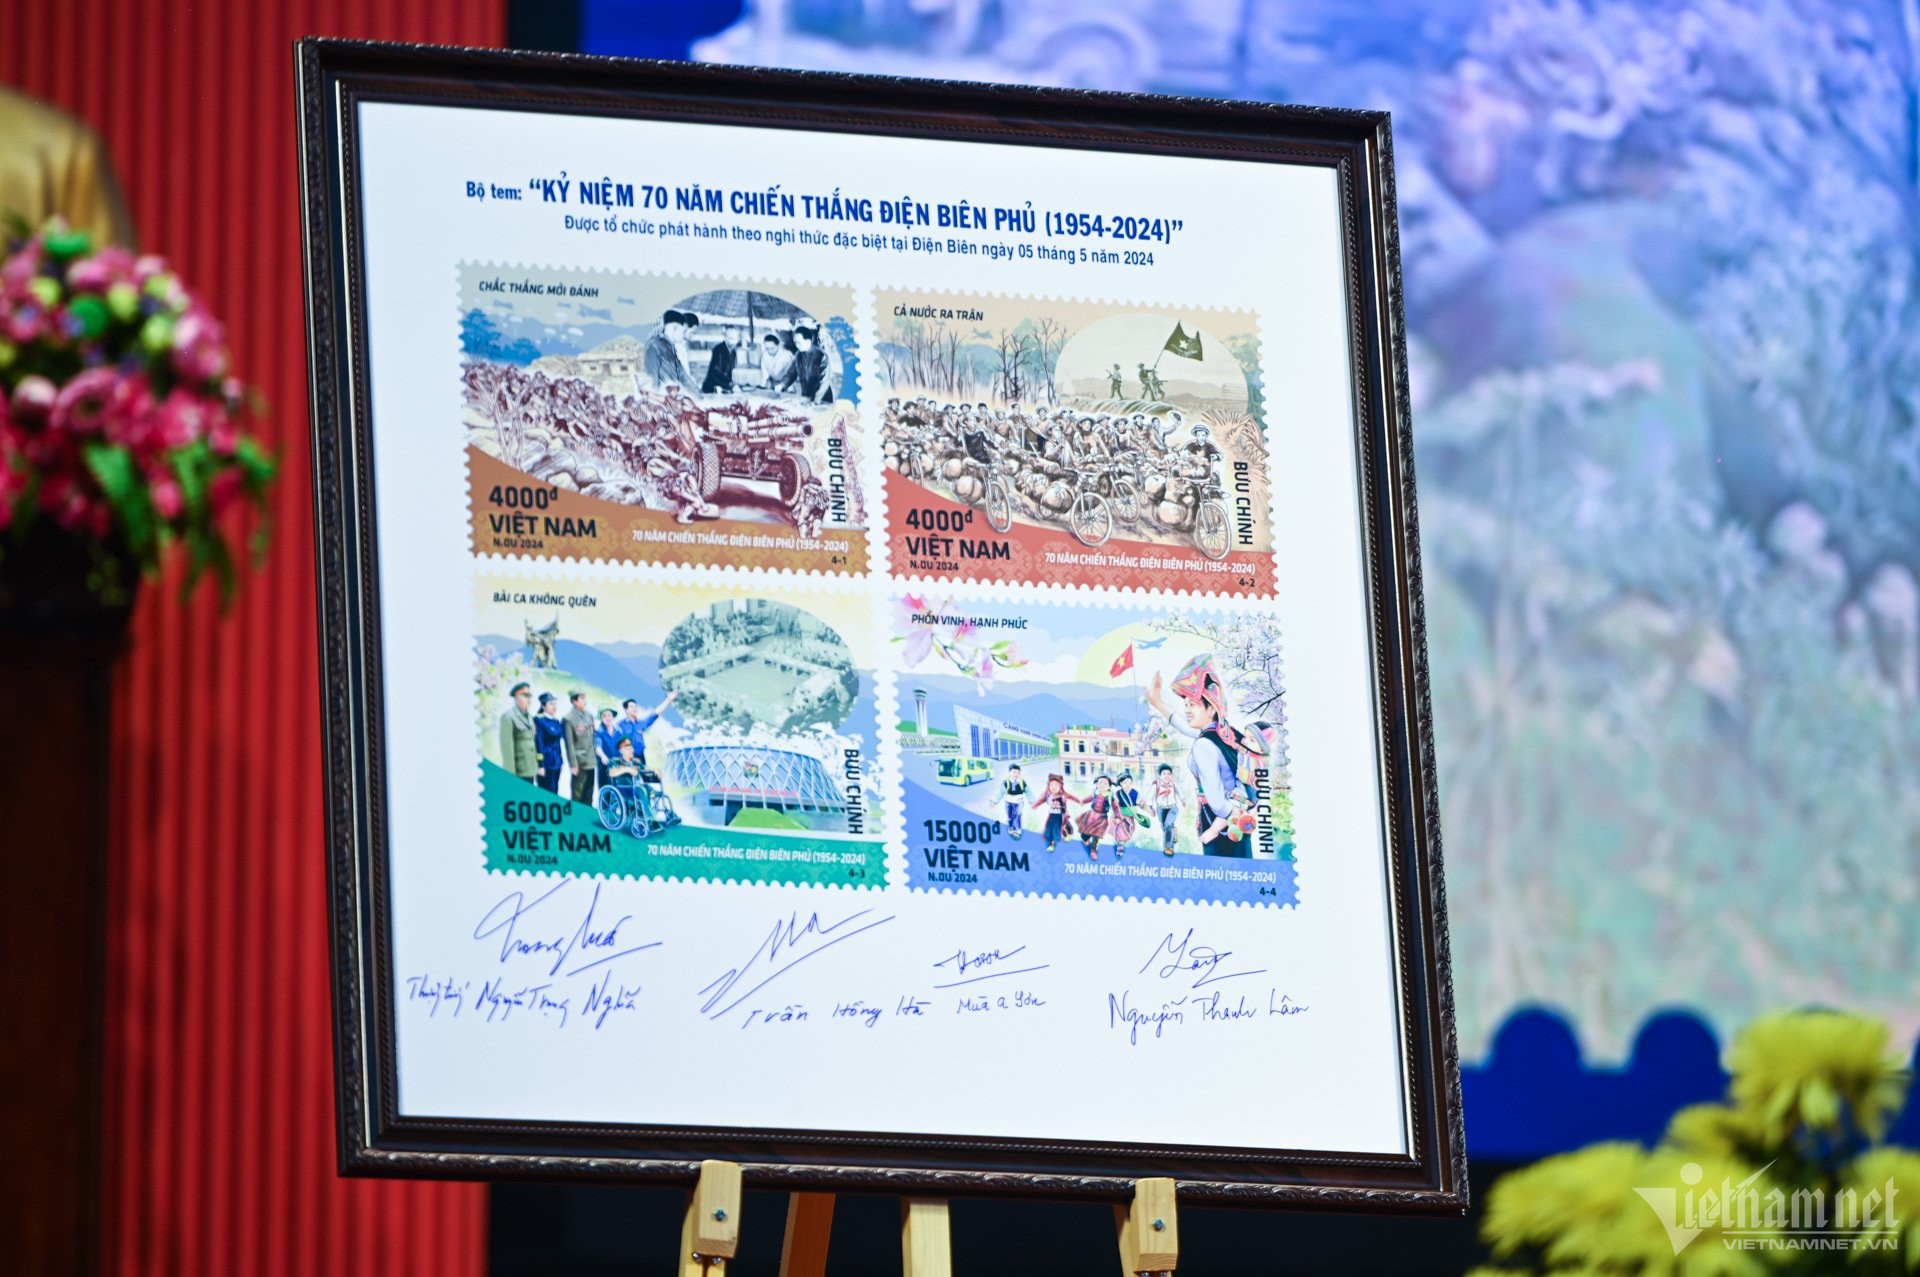 Bộ tem: “KỶ NIỆM 70 NĂM CHIẾN THẮNG ĐIỆN BIÊN PHỦ (1954-2024)”
Được tổ chức phát hành theo nghi thức đặc biệt tại Điện Biên ngày 05 tháng 5 năm 2024
CHẮC THẮNG MỚI ĐÁNH
BƯU CHÍNH
4000đ
VIỆT NAM
N.DU 2024
70 NĂM CHIẾN THẮNG ĐIỆN BIÊN PHỦ (1954-2024)
4-1
CẢ NƯỚC RA TRẬN
BƯU CHÍNH
4000đ
VIỆT NAM
N.DU 2024
70 NĂM CHIẾN THẮNG ĐIỆN BIÊN PHỦ (1954-2024)
4-2
BÀI CA KHÔNG QUÊN
BƯU CHÍNH
6000đ
VIỆT NAM
N.DU 2024
70 NĂM CHIẾN THẮNG ĐIỆN BIÊN PHỦ (1954-2024)
4-3
PHỒN VINH, HẠNH PHÚC
BƯU CHÍNH
15000đ
VIỆT NAM
N.DU 2024
70 NĂM CHIẾN THẮNG ĐIỆN BIÊN PHỦ (1954-2024)
4-4
Nguyễn Trọng Nghĩa
Trần Hồng Hà
Mùa A Sơn
Nguyễn Thanh Lâm
Vietnamnet
VIETNAMNET.VN